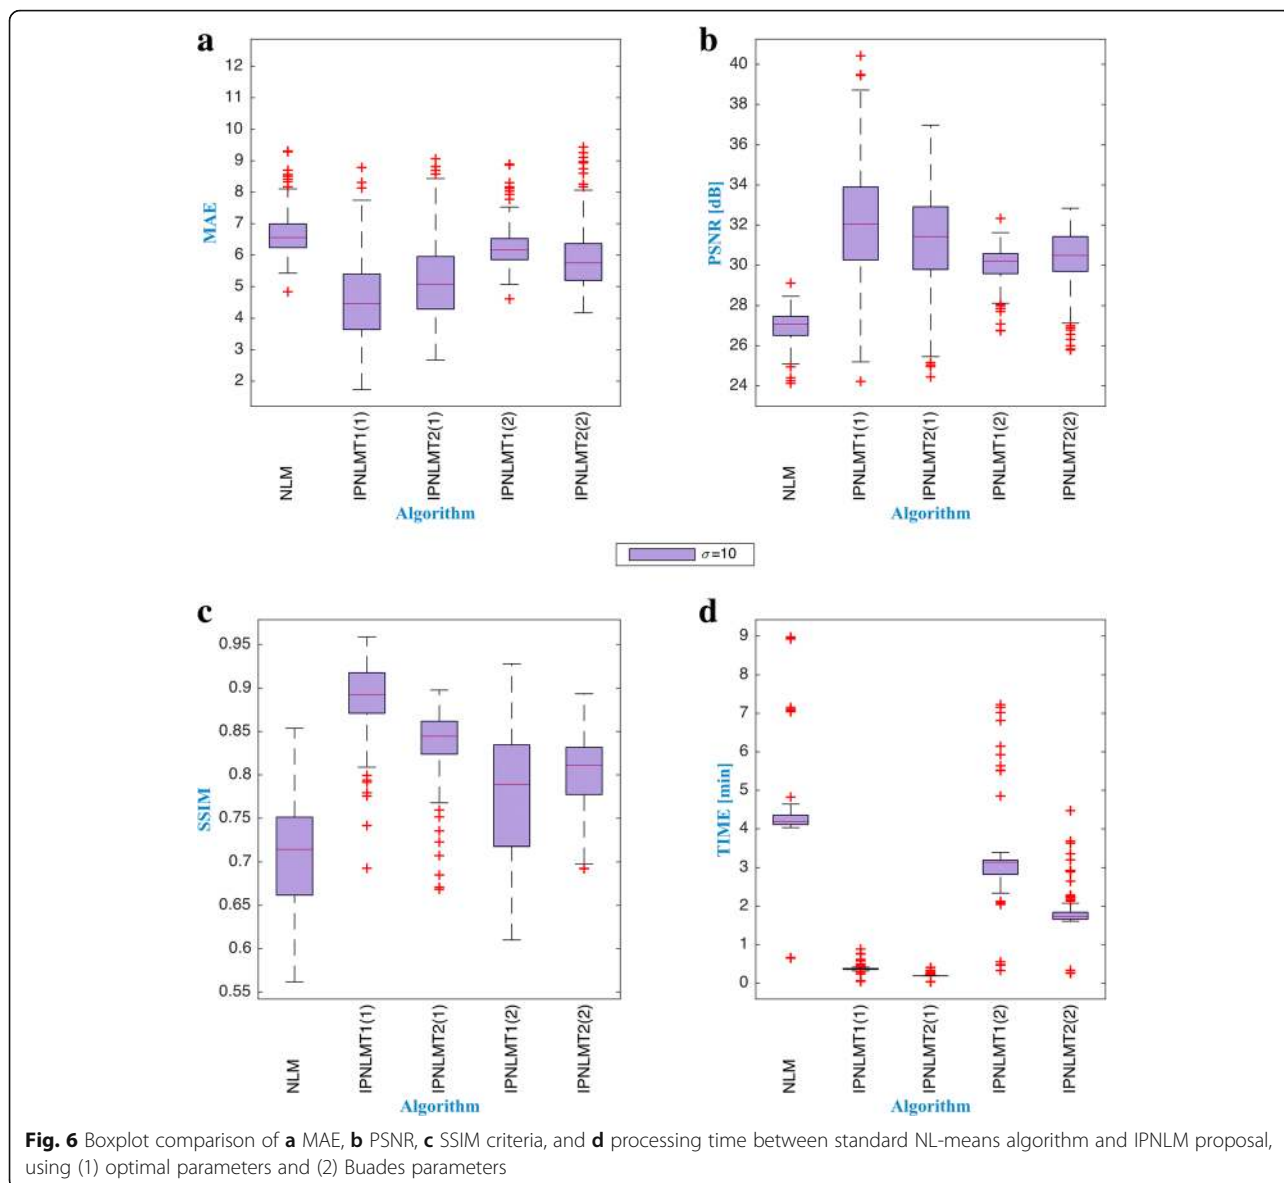 a
12
11
10
9
8
7
6
5
4
3
2
MAE
NLM
IPNLMT1(1)
IPNLMT2(1)
IPNLMT1(2)
IPNLMT2(2)
Algorithm
b
40
38
36
34
32
30
28
26
24
PSNR [dB]
NLM
IPNLMT1(1)
IPNLMT2(1)
IPNLMT1(2)
IPNLMT2(2)
Algorithm
σ=10
c
0.95
0.9
0.85
0.8
0.75
0.7
0.65
0.6
0.55
SSIM
NLM
IPNLMT1(1)
IPNLMT2(1)
IPNLMT1(2)
IPNLMT2(2)
Algorithm
d
9
8
7
6
5
4
3
2
1
0
TIME [min]
NLM
IPNLMT1(1)
IPNLMT2(1)
IPNLMT1(2)
IPNLMT2(2)
Algorithm
Fig. 6 Boxplot comparison of a MAE, b PSNR, c SSIM criteria, and d processing time between standard NL-means algorithm and IPNLM proposal,
using (1) optimal parameters and (2) Buades parameters